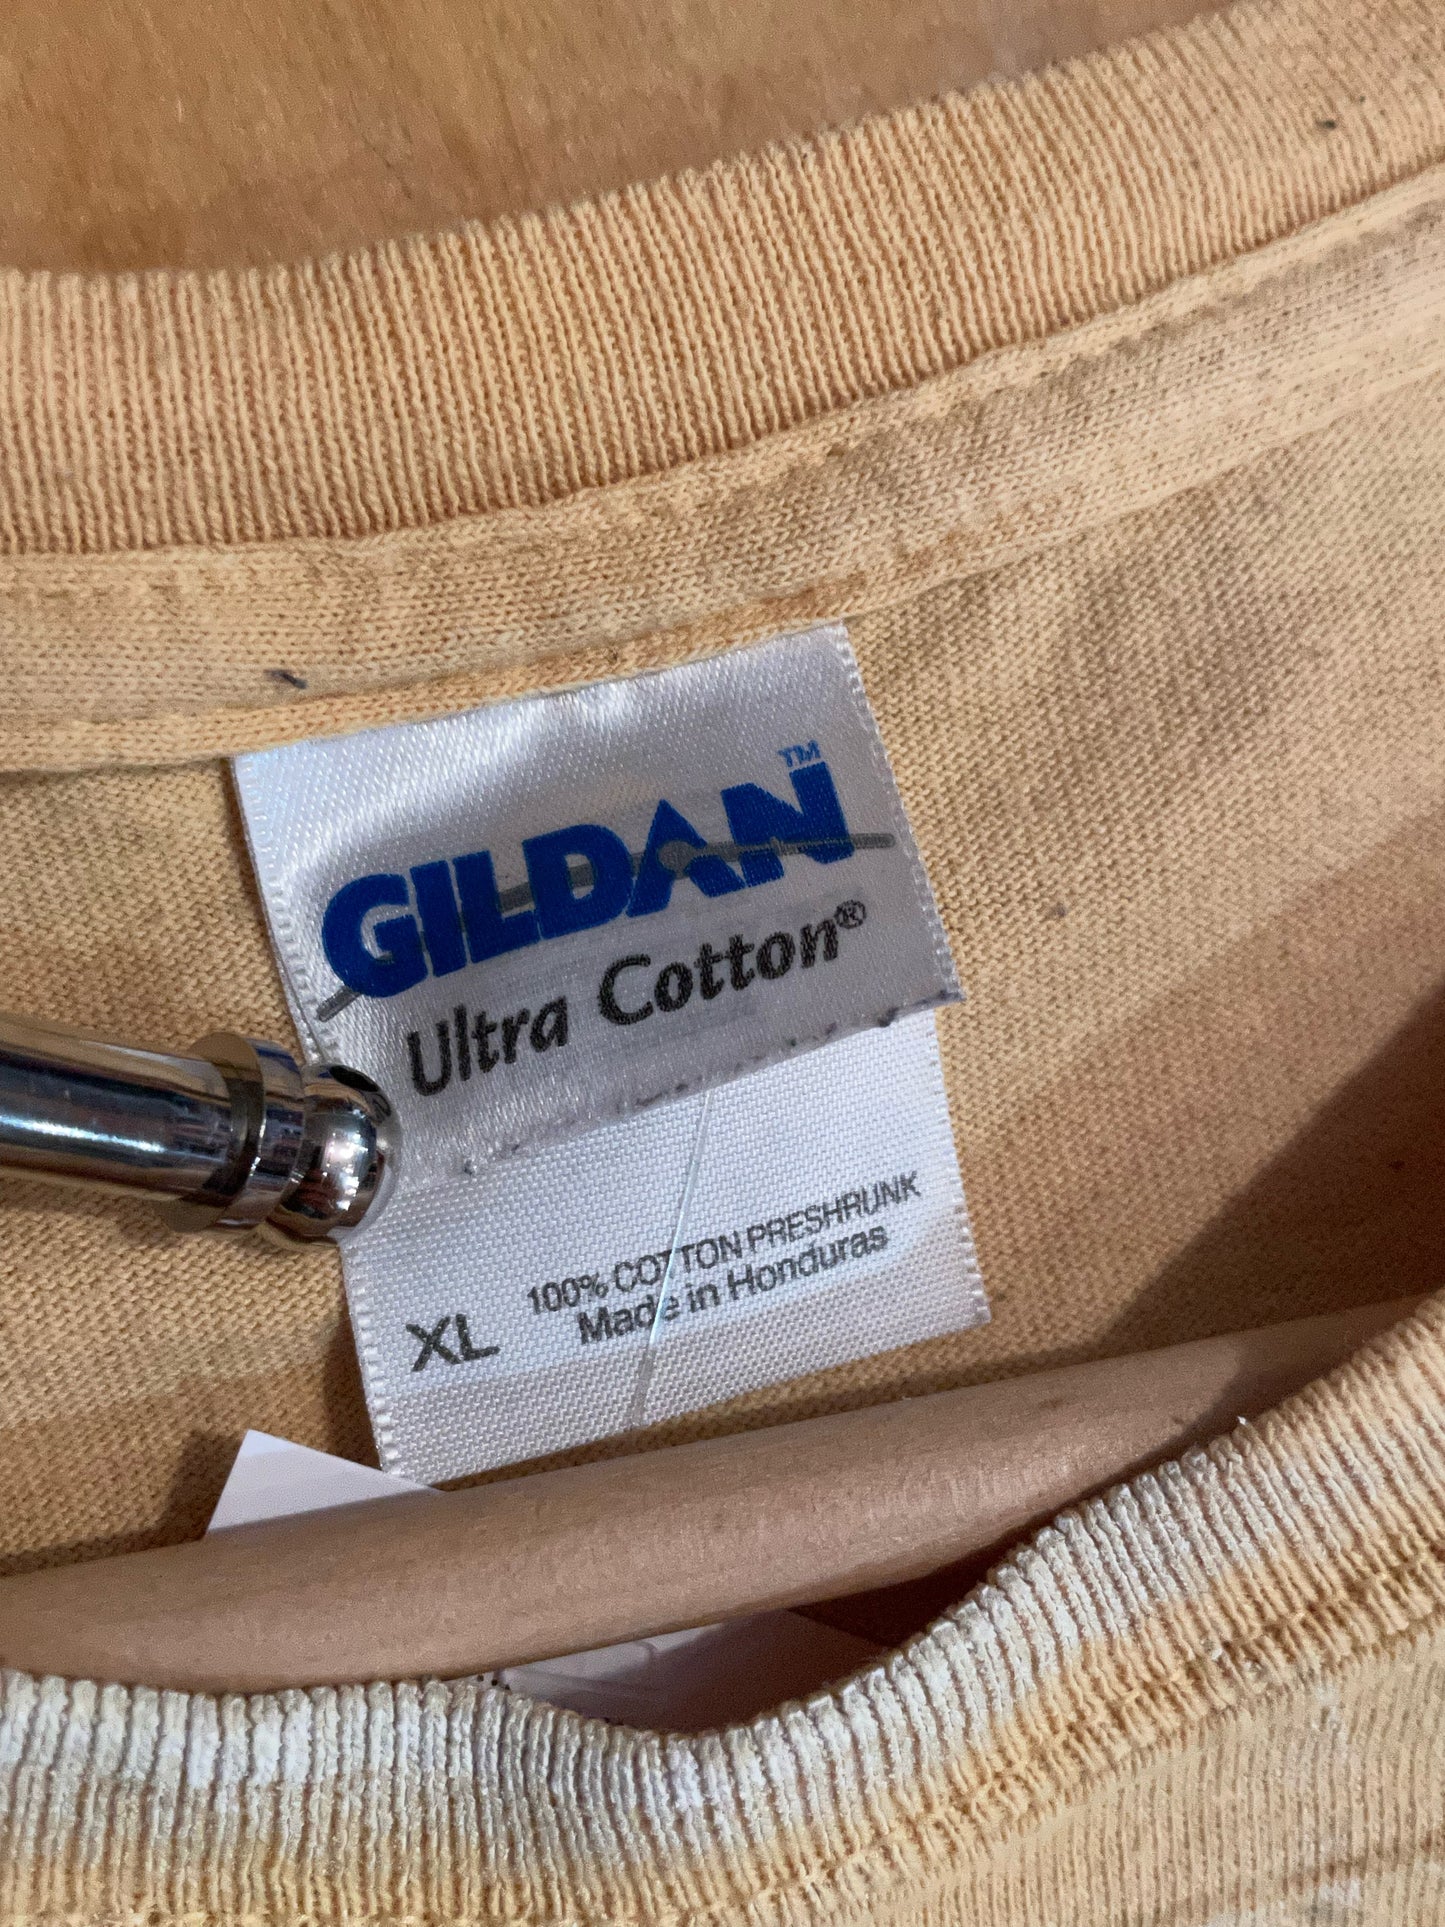 GILDAN™
Ultra Cotton®
XL
100% COTTON PRESHRUNK
Made in Honduras